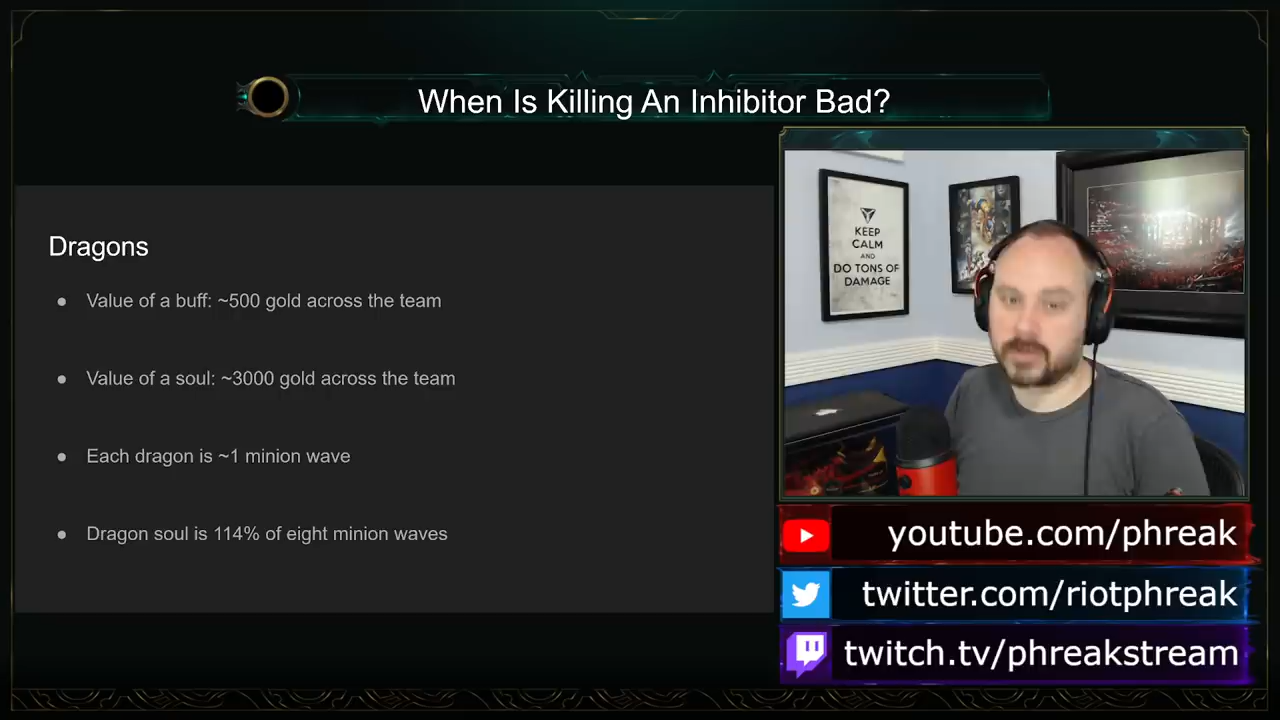 When Is Killing An Inhibitor Bad?
Dragons
● Value of a buff: ~500 gold across the team
● Value of a soul: ~3000 gold across the team
● Each dragon is ~1 minion wave
● Dragon soul is 114% of eight minion waves
KEEP
CALM
AND
DO TONS OF
DAMAGE
youtube.com/phreak
twitter.com/riotphreak
twitch.tv/phreakstream